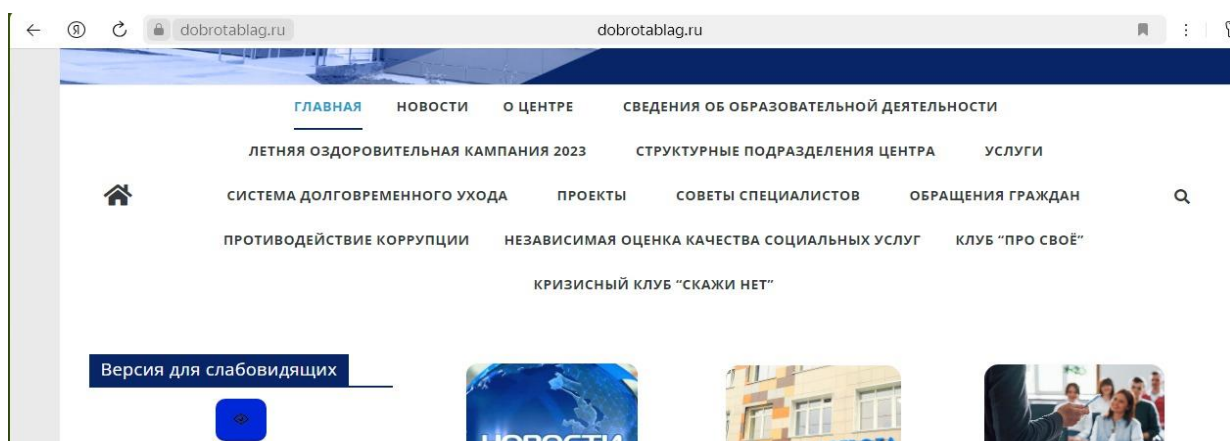 dobrotablag.ru dobrotablag.ru
ГЛАВНАЯ НОВОСТИ О ЦЕНТРЕ СВЕДЕНИЯ ОБ ОБРАЗОВАТЕЛЬНОЙ ДЕЯТЕЛЬНОСТИ
ЛЕТНЯЯ ОЗДОРОВИТЕЛЬНАЯ КАМПАНИЯ 2023 СТРУКТУРНЫЕ ПОДРАЗДЕЛЕНИЯ ЦЕНТРА УСЛУГИ
СИСТЕМА ДОЛГОВРЕМЕННОГО УХОДА ПРОЕКТЫ СОВЕТЫ СПЕЦИАЛИСТОВ ОБРАЩЕНИЯ ГРАЖДАН
ПРОТИВОДЕЙСТВИЕ КОРРУПЦИИ НЕЗАВИСИМАЯ ОЦЕНКА КАЧЕСТВА СОЦИАЛЬНЫХ УСЛУГ КЛУБ “ПРО СВОЁ”
КРИЗИСНЫЙ КЛУБ “СКАЖИ НЕТ”
Версия для слабовидящих
НОВОСТИ